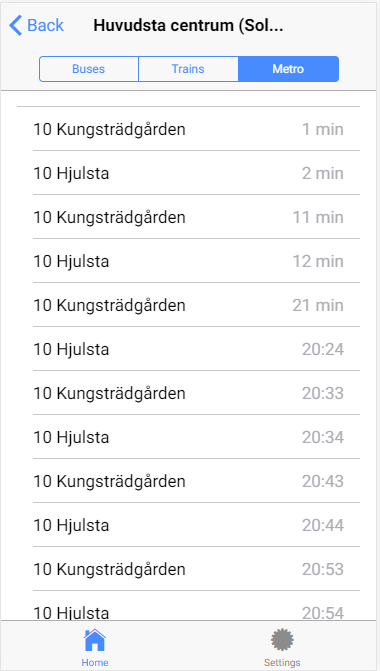 Back Huvudsta centrum (Sol...
Buses Trains Metro
10 Kungsträdgården 1 min
10 Hjulsta 2 min
10 Kungsträdgården 11 min
10 Hjulsta 12 min
10 Kungsträdgården 21 min
10 Hjulsta 20:24
10 Kungsträdgården 20:33
10 Hjulsta 20:34
10 Kungsträdgården 20:43
10 Hjulsta 20:44
10 Kungsträdgården 20:53
10 Hjulsta 20:54
Home Settings